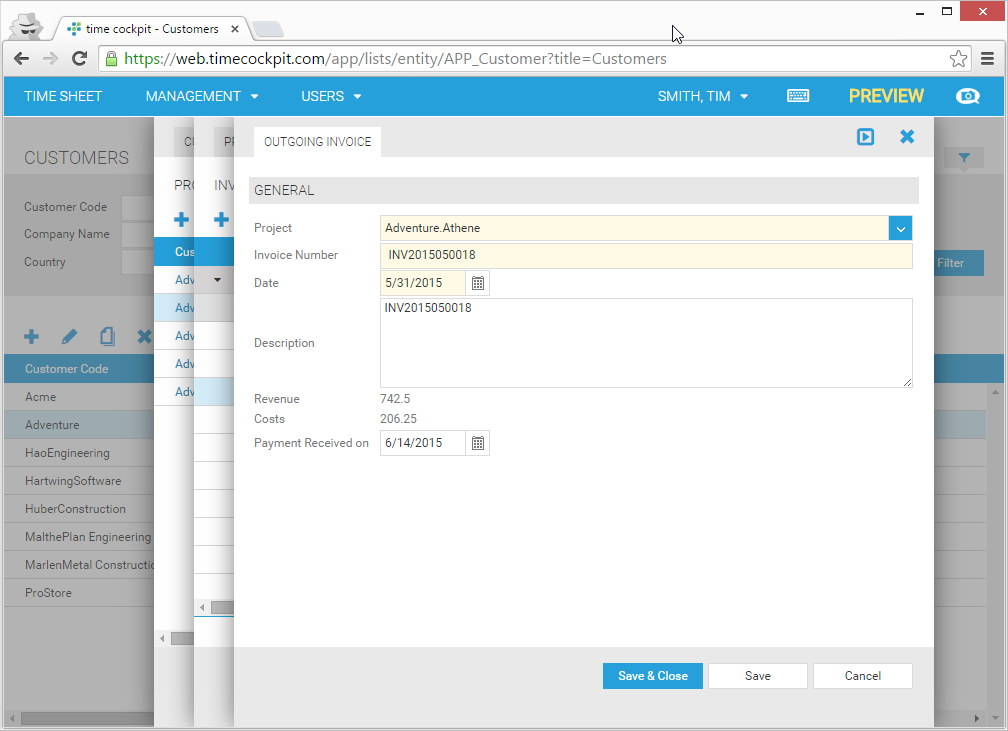 time cockpit - Customers
https://web.timecockpit.com/app/lists/entity/APP_Customer?title=Customers
TIME SHEET MANAGEMENT USERS SMITH, TIM PREVIEW
OUTGOING INVOICE
CUSTOMERS
PRO INV
GENERAL
Customer Code
Company Name
Country
Filter
Project Adventure.Athene
Invoice Number INV2015050018
Date 5/31/2015
Description INV2015050018
Revenue 742.5
Costs 206.25
Payment Received on 6/14/2015
Cus
Adv
Adv
Adv
Adv
Adv
Customer Code
Acme
Adventure
HaoEngineering
HartwingSoftware
HuberConstruction
MalthePlan Engineering
MarlenMetal Constructio
ProStore
Save & Close Save Cancel